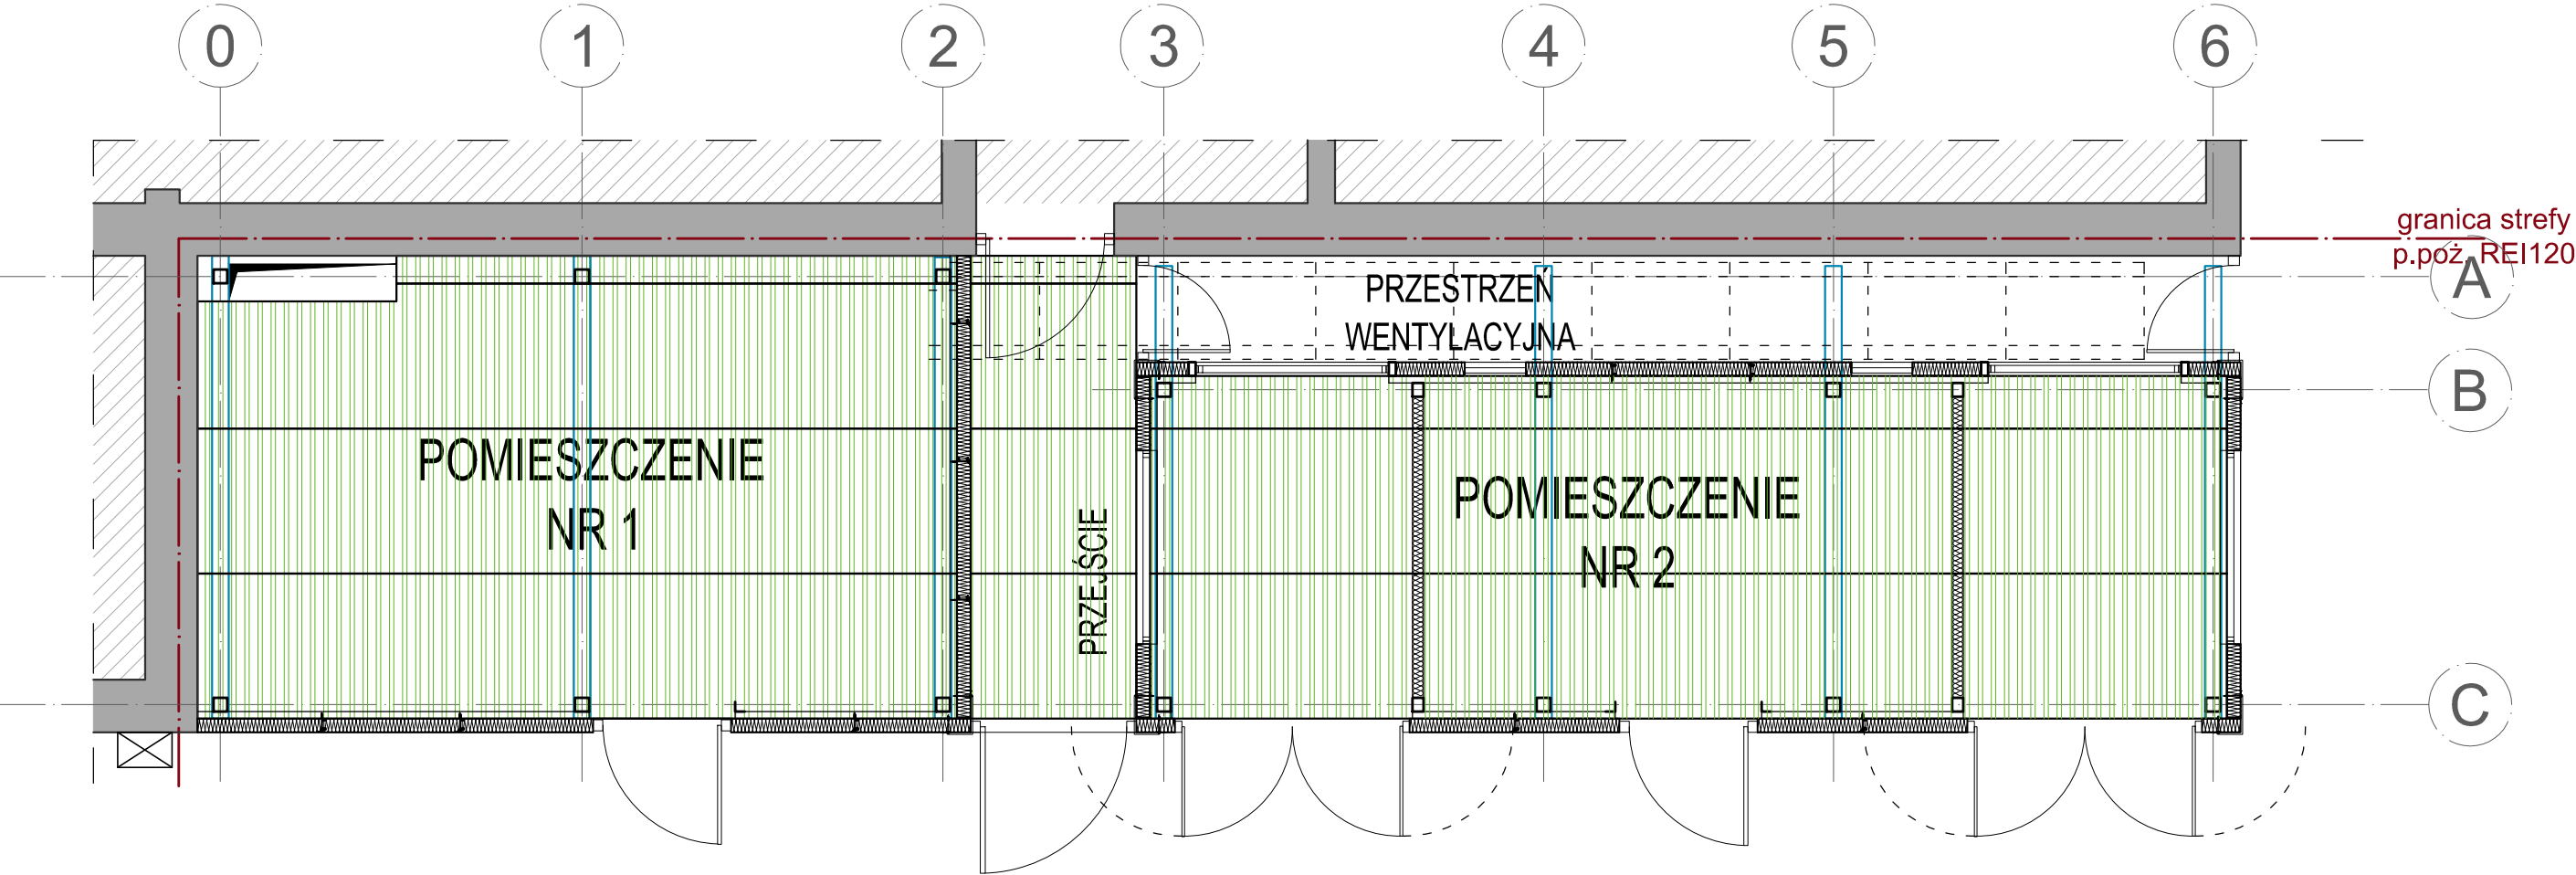 0 1 2 3 4 5 6
granica strefy
p.poż. REI120
A
PRZESTRZEŃ
WENTYLACYJNA
B
POMIESZCZENIE
NR 1
POMIESZCZENIE
NR 2
PRZEJŚCIE
C